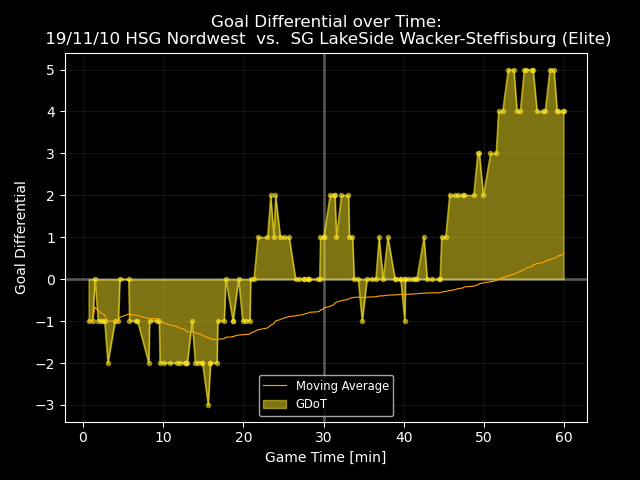 Goal Differential over Time:
19/11/10 HSG Nordwest  vs.  SG LakeSide Wacker-Steffisburg (Elite)
5
4
3
2
1
0
−1
−2
−3
Goal Differential
Moving Average
GDoT
0 10 20 30 40 50 60
Game Time [min]